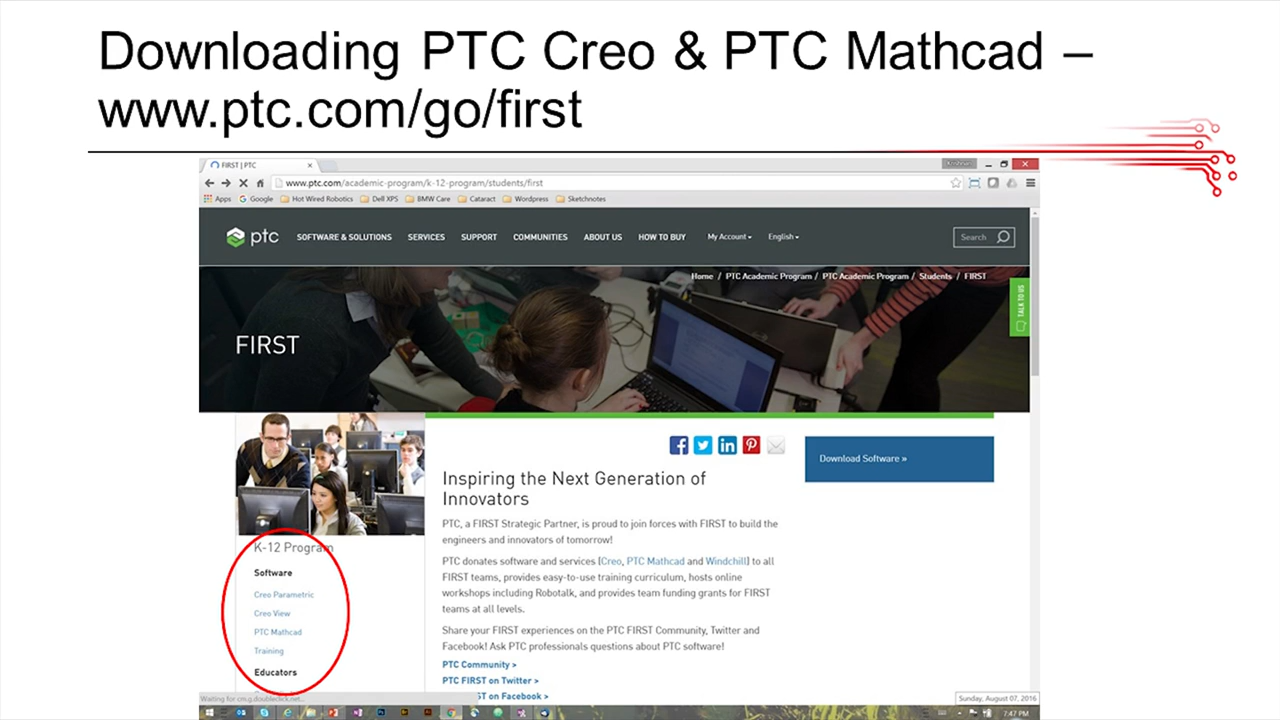 Downloading PTC Creo & PTC Mathcad –
www.ptc.com/go/first
FIRST | PTC
www.ptc.com/academic-program/k-12-program/students/first
Apps Google Hot Wired Robotics Dell XPS BMW Care Cataract Wordpress Sketchnotes
ptc SOFTWARE & SOLUTIONS SERVICES SUPPORT COMMUNITIES ABOUT US HOW TO BUY My Account English Search
Home / PTC Academic Program / PTC Academic Program / Students / FIRST
TALK TO US
FIRST
Download Software »
Inspiring the Next Generation of
Innovators
PTC, a FIRST Strategic Partner, is proud to join forces with FIRST to build the
engineers and innovators of tomorrow!
PTC donates software and services [Creo, PTC Mathcad and Windchill] to all
FIRST teams, provides easy-to-use training curriculum, hosts online
workshops including Robotalk, and provides team funding grants for FIRST
teams at all levels.
Share your FIRST experiences on the PTC FIRST Community, Twitter and
Facebook! Ask PTC professionals questions about PTC software!
PTC Community >
PTC FIRST on Twitter >
ST on Facebook >
K-12 Program
Software
Creo Parametric
Creo View
PTC Mathcad
Training
Educators
Waiting for cm.g.doubleclick.net...
Sunday, August 07, 2016
7:47 PM